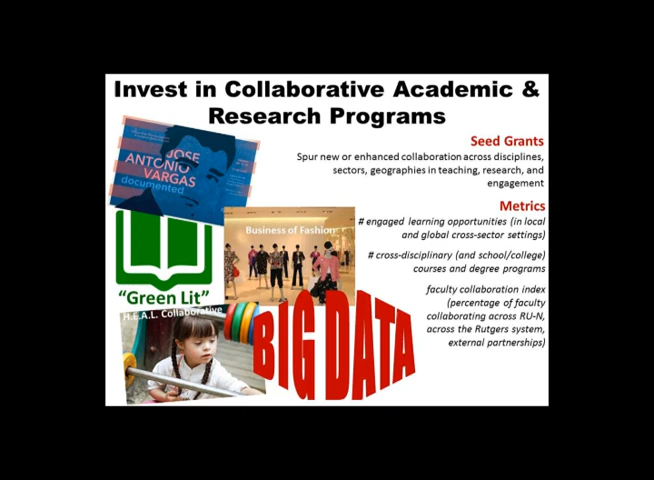 Invest in Collaborative Academic &
Research Programs
Seed Grants
Spur new or enhanced collaboration across disciplines,
sectors, geographies in teaching, research, and
engagement
Metrics
# engaged learning opportunities (in local
and global cross-sector settings)
# cross-disciplinary (and school/college)
courses and degree programs
faculty collaboration index
(percentage of faculty
collaborating across RU-N,
across the Rutgers system,
external partnerships)
JOSE
ANTONIO
VARGAS
documented
Business of Fashion
“Green Lit”
H.E.A.L. Collaborative
BIG DATA